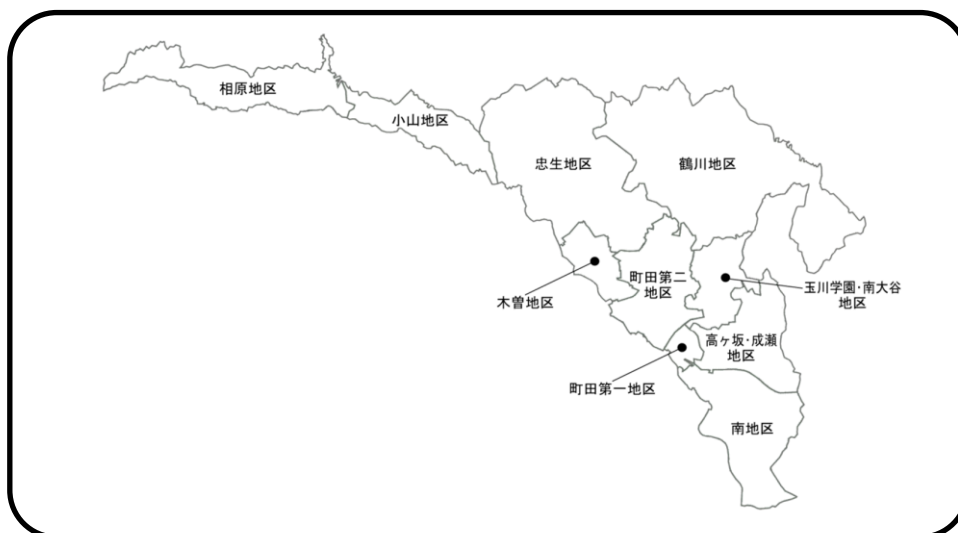 相原地区
小山地区
忠生地区
鶴川地区
木曽地区
町田第二
地区
玉川学園・南大谷
地区
高ヶ坂・成瀬
地区
町田第一地区
南地区